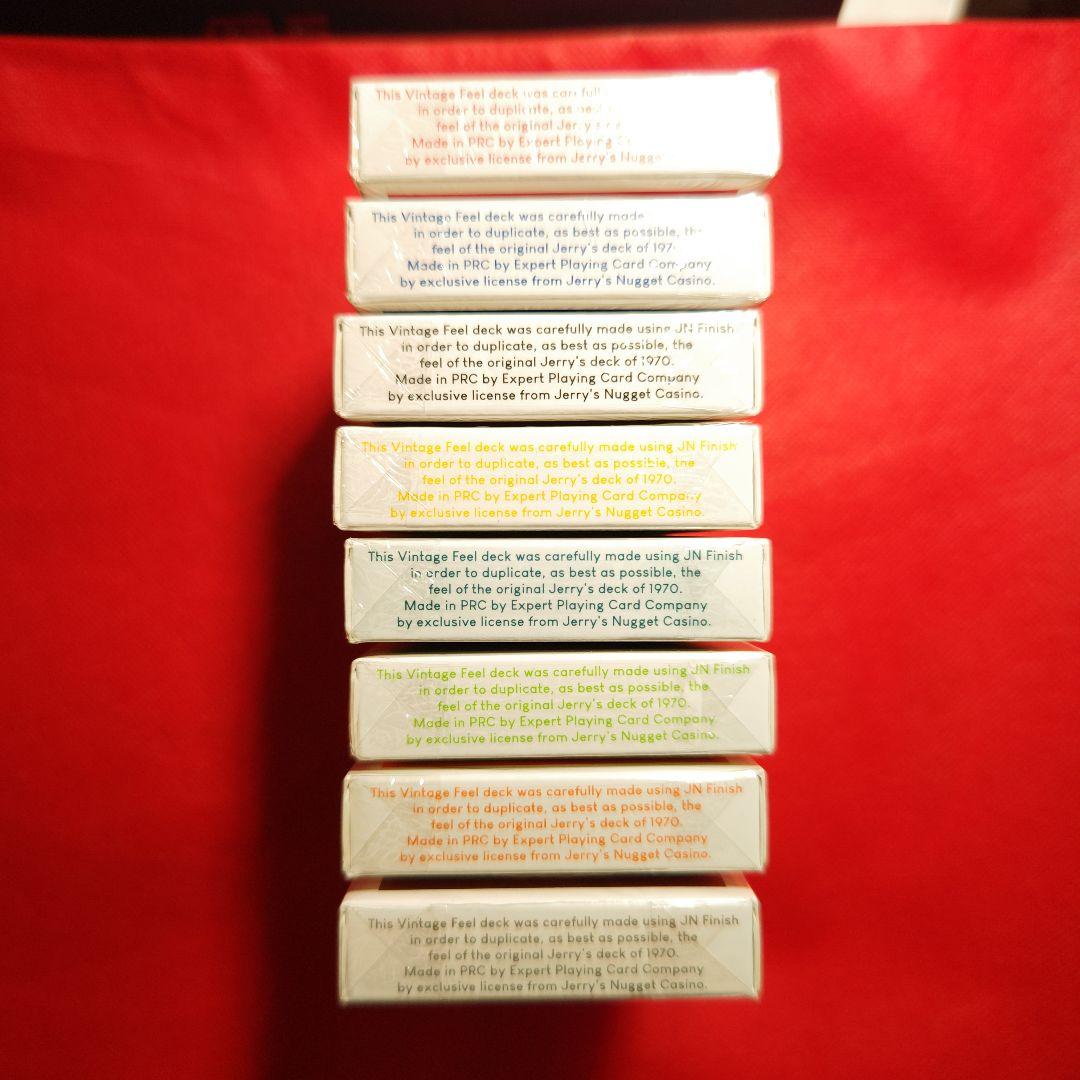 This Vintage Feel deck was
in order to duplicate, as
feel of the original
Made in PRC by Expert Playing
by exclusive license from Jerry's
This Vintage Feel deck was carefully made
in order to duplicate, as best as possible,
feel of the original Jerry's deck of
Made in PRC by Expert Playing Card Company
by exclusive license from Jerry's Nugget Casino.
This Vintage Feel deck was carefully made using JN Finish
in order to duplicate, as best as possible, the
feel of the original Jerry's deck of 1970.
Made in PRC by Expert Playing Card Company
by exclusive license from Jerry's Nugget Casino.
This Vintage Feel deck was carefully made using JN Finish
in order to duplicate, as best as possible, the
feel of the original Jerry's deck of 1970.
Made in PRC by Expert Playing Card Company
by exclusive license from Jerry's Nugget Casino.
This Vintage Feel deck was carefully made using JN Finish
in order to duplicate, as best as possible, the
feel of the original Jerry's deck of 1970.
Made in PRC by Expert Playing Card Company
by exclusive license from Jerry's Nugget Casino.
This Vintage Feel deck was carefully made using JN Finish
in order to duplicate, as best as possible, the
feel of the original Jerry's deck of 1970.
Made in PRC by Expert Playing Card Company
by exclusive license from Jerry's Nugget Casino.
This Vintage Feel deck was carefully made using JN Finish
in order to duplicate, as best as possible, the
feel of the original Jerry's deck of 1970.
Made in PRC by Expert Playing Card Company
by exclusive license from Jerry's Nugget Casino.
This Vintage Feel deck was carefully made using JN Finish
in order to duplicate, as best as possible, the
feel of the original Jerry's deck of 1970.
Made in PRC by Expert Playing Card Company
by exclusive license from Jerry's Nugget Casino.